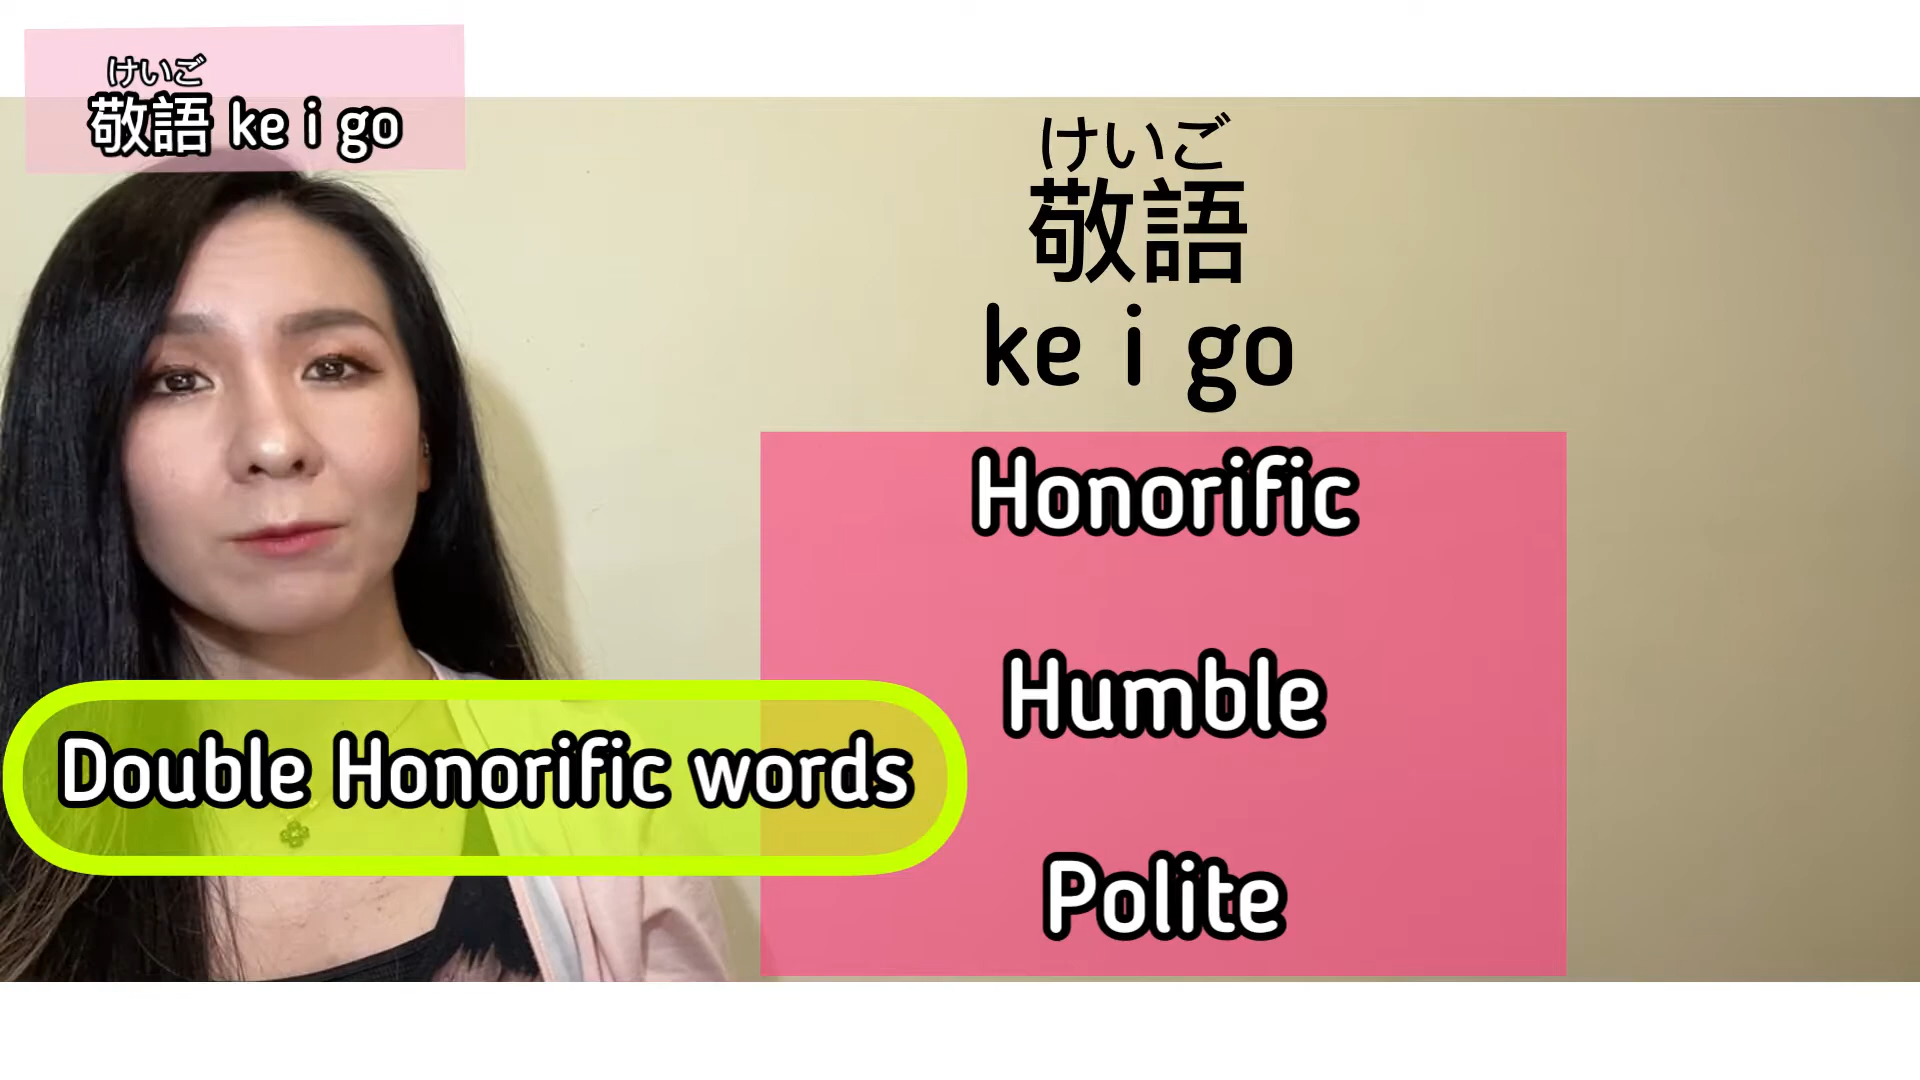 けいご
敬語 ke i go
けいご
敬語
ke i go
Honorific
Humble
Polite
Double Honorific words